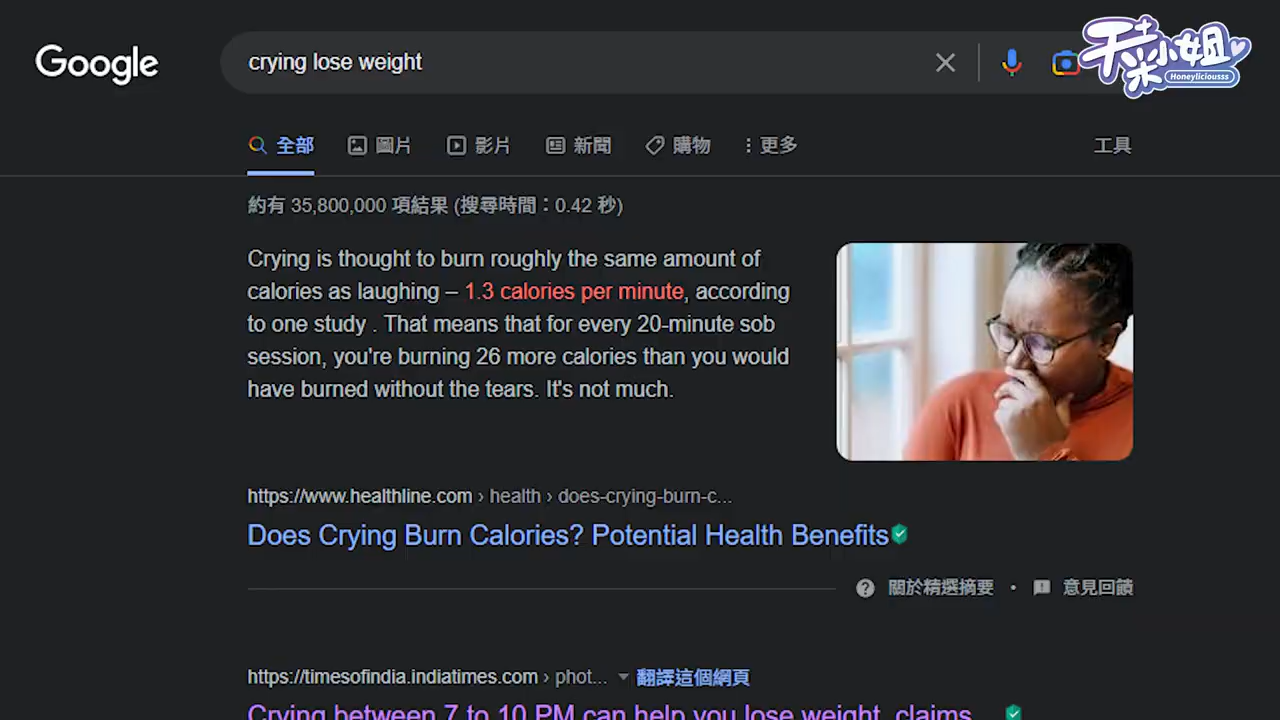 Google
crying lose weight
天菜小姐
Honeyliciousss
全部
圖片
影片
新聞
購物
更多
工具
約有 35,800,000 項結果 (搜尋時間：0.42 秒)
Crying is thought to burn roughly the same amount of
calories as laughing – 1.3 calories per minute, according
to one study . That means that for every 20-minute sob
session, you're burning 26 more calories than you would
have burned without the tears. It's not much.
https://www.healthline.com › health › does-crying-burn-c...
Does Crying Burn Calories? Potential Health Benefits
關於精選摘要 • 意見回饋
https://timesofindia.indiatimes.com › phot... 翻譯這個網頁
Crying between 7 to 10 PM can help you lose weight, claims